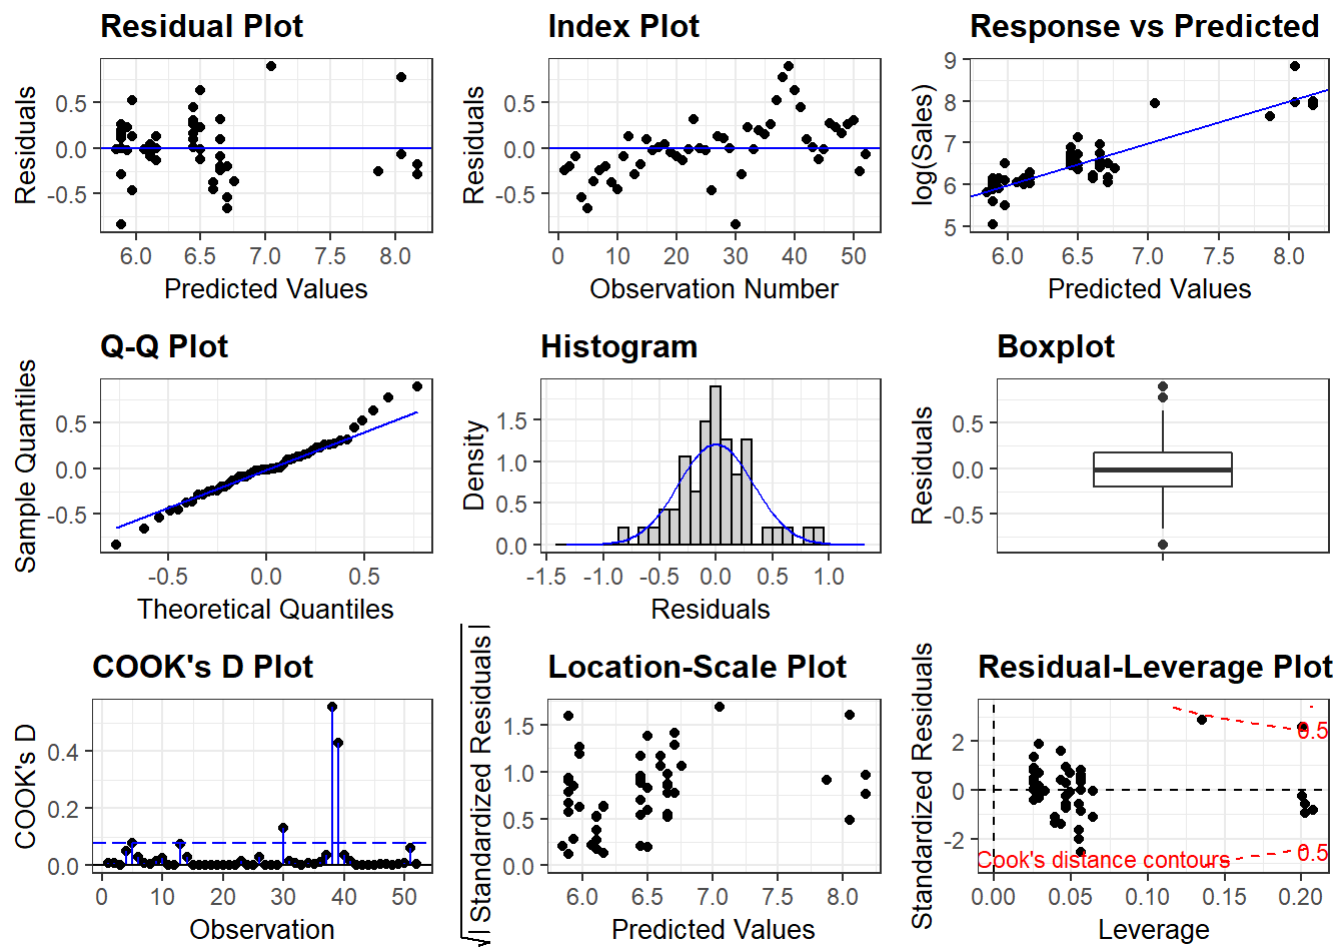 Residual Plot
Residuals
0.5
0.0
-0.5
6.0 6.5 7.0 7.5 8.0
Predicted Values
Index Plot
Residuals
0.5
0.0
-0.5
0 10 20 30 40 50
Observation Number
Response vs Predicted
log(Sales)
9
8
7
6
5
6.0 6.5 7.0 7.5 8.0
Predicted Values
Q-Q Plot
Sample Quantiles
0.5
0.0
-0.5
-0.5 0.0 0.5
Theoretical Quantiles
Histogram
Density
1.5
1.0
0.5
0.0
-1.5 -1.0 -0.5 0.0 0.5 1.0
Residuals
Boxplot
Residuals
0.5
0.0
-0.5
COOK's D Plot
COOK's D
0.4
0.2
0.0
0 10 20 30 40 50
Observation
Location-Scale Plot
√| Standardized Residuals |
1.5
1.0
0.5
0.0
6.0 6.5 7.0 7.5 8.0
Predicted Values
Residual-Leverage Plot
Standardized Residuals
2
0
-2
0.5
Cook's distance contours
0.5
0.00 0.05 0.10 0.15 0.20
Leverage